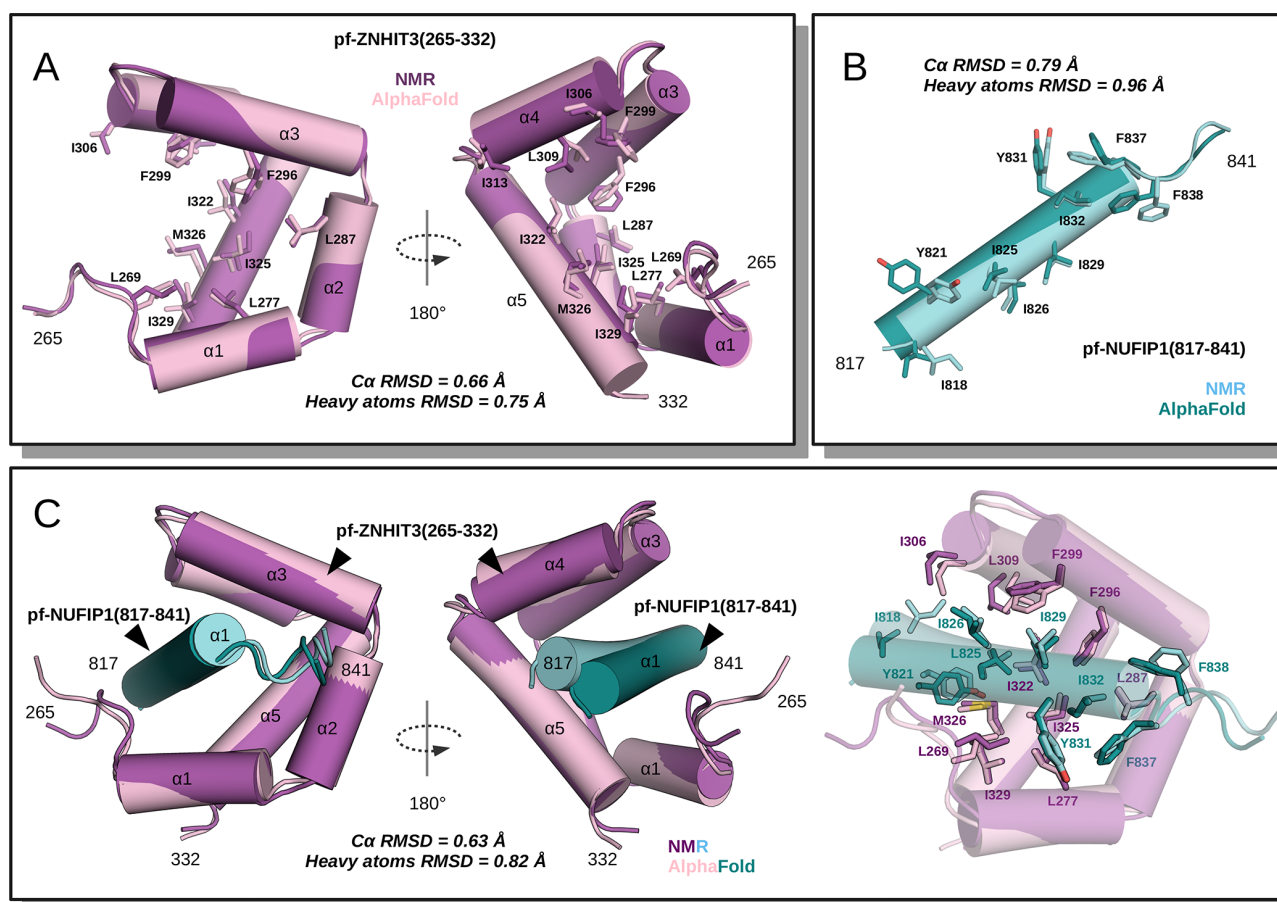 A
pf-ZNHIT3(265-332)
NMR
AlphaFold
α3
I306
F299
F296
I322
M326
L287
I325
L269
α2
I329
L277
265
α1
180°
Cα RMSD = 0.66 Å
Heavy atoms RMSD = 0.75 Å
I306
α3
α4
F299
L309
I313
F296
L287
I322
I325
L269
265
L277
α5
M326
I329
α1
332
B
Cα RMSD = 0.79 Å
Heavy atoms RMSD = 0.96 Å
F837
Y831
841
F838
I832
Y821
I825
I829
I826
817
I818
pf-NUFIP1(817-841)
NMR
AlphaFold
C
pf-ZNHIT3(265-332)
α3
pf-NUFIP1(817-841)
α1
817
841
265
α5
α2
α1
332
180°
Cα RMSD = 0.63 Å
Heavy atoms RMSD = 0.82 Å
α3
α4
pf-NUFIP1(817-841)
817
α1
841
265
α5
α1
332
NMR
AlphaFold
I306
L309
F299
F296
I818
I826
I829
L825
F838
Y821
I322
I832
L287
M326
I325
L269
Y831
F837
I329
L277